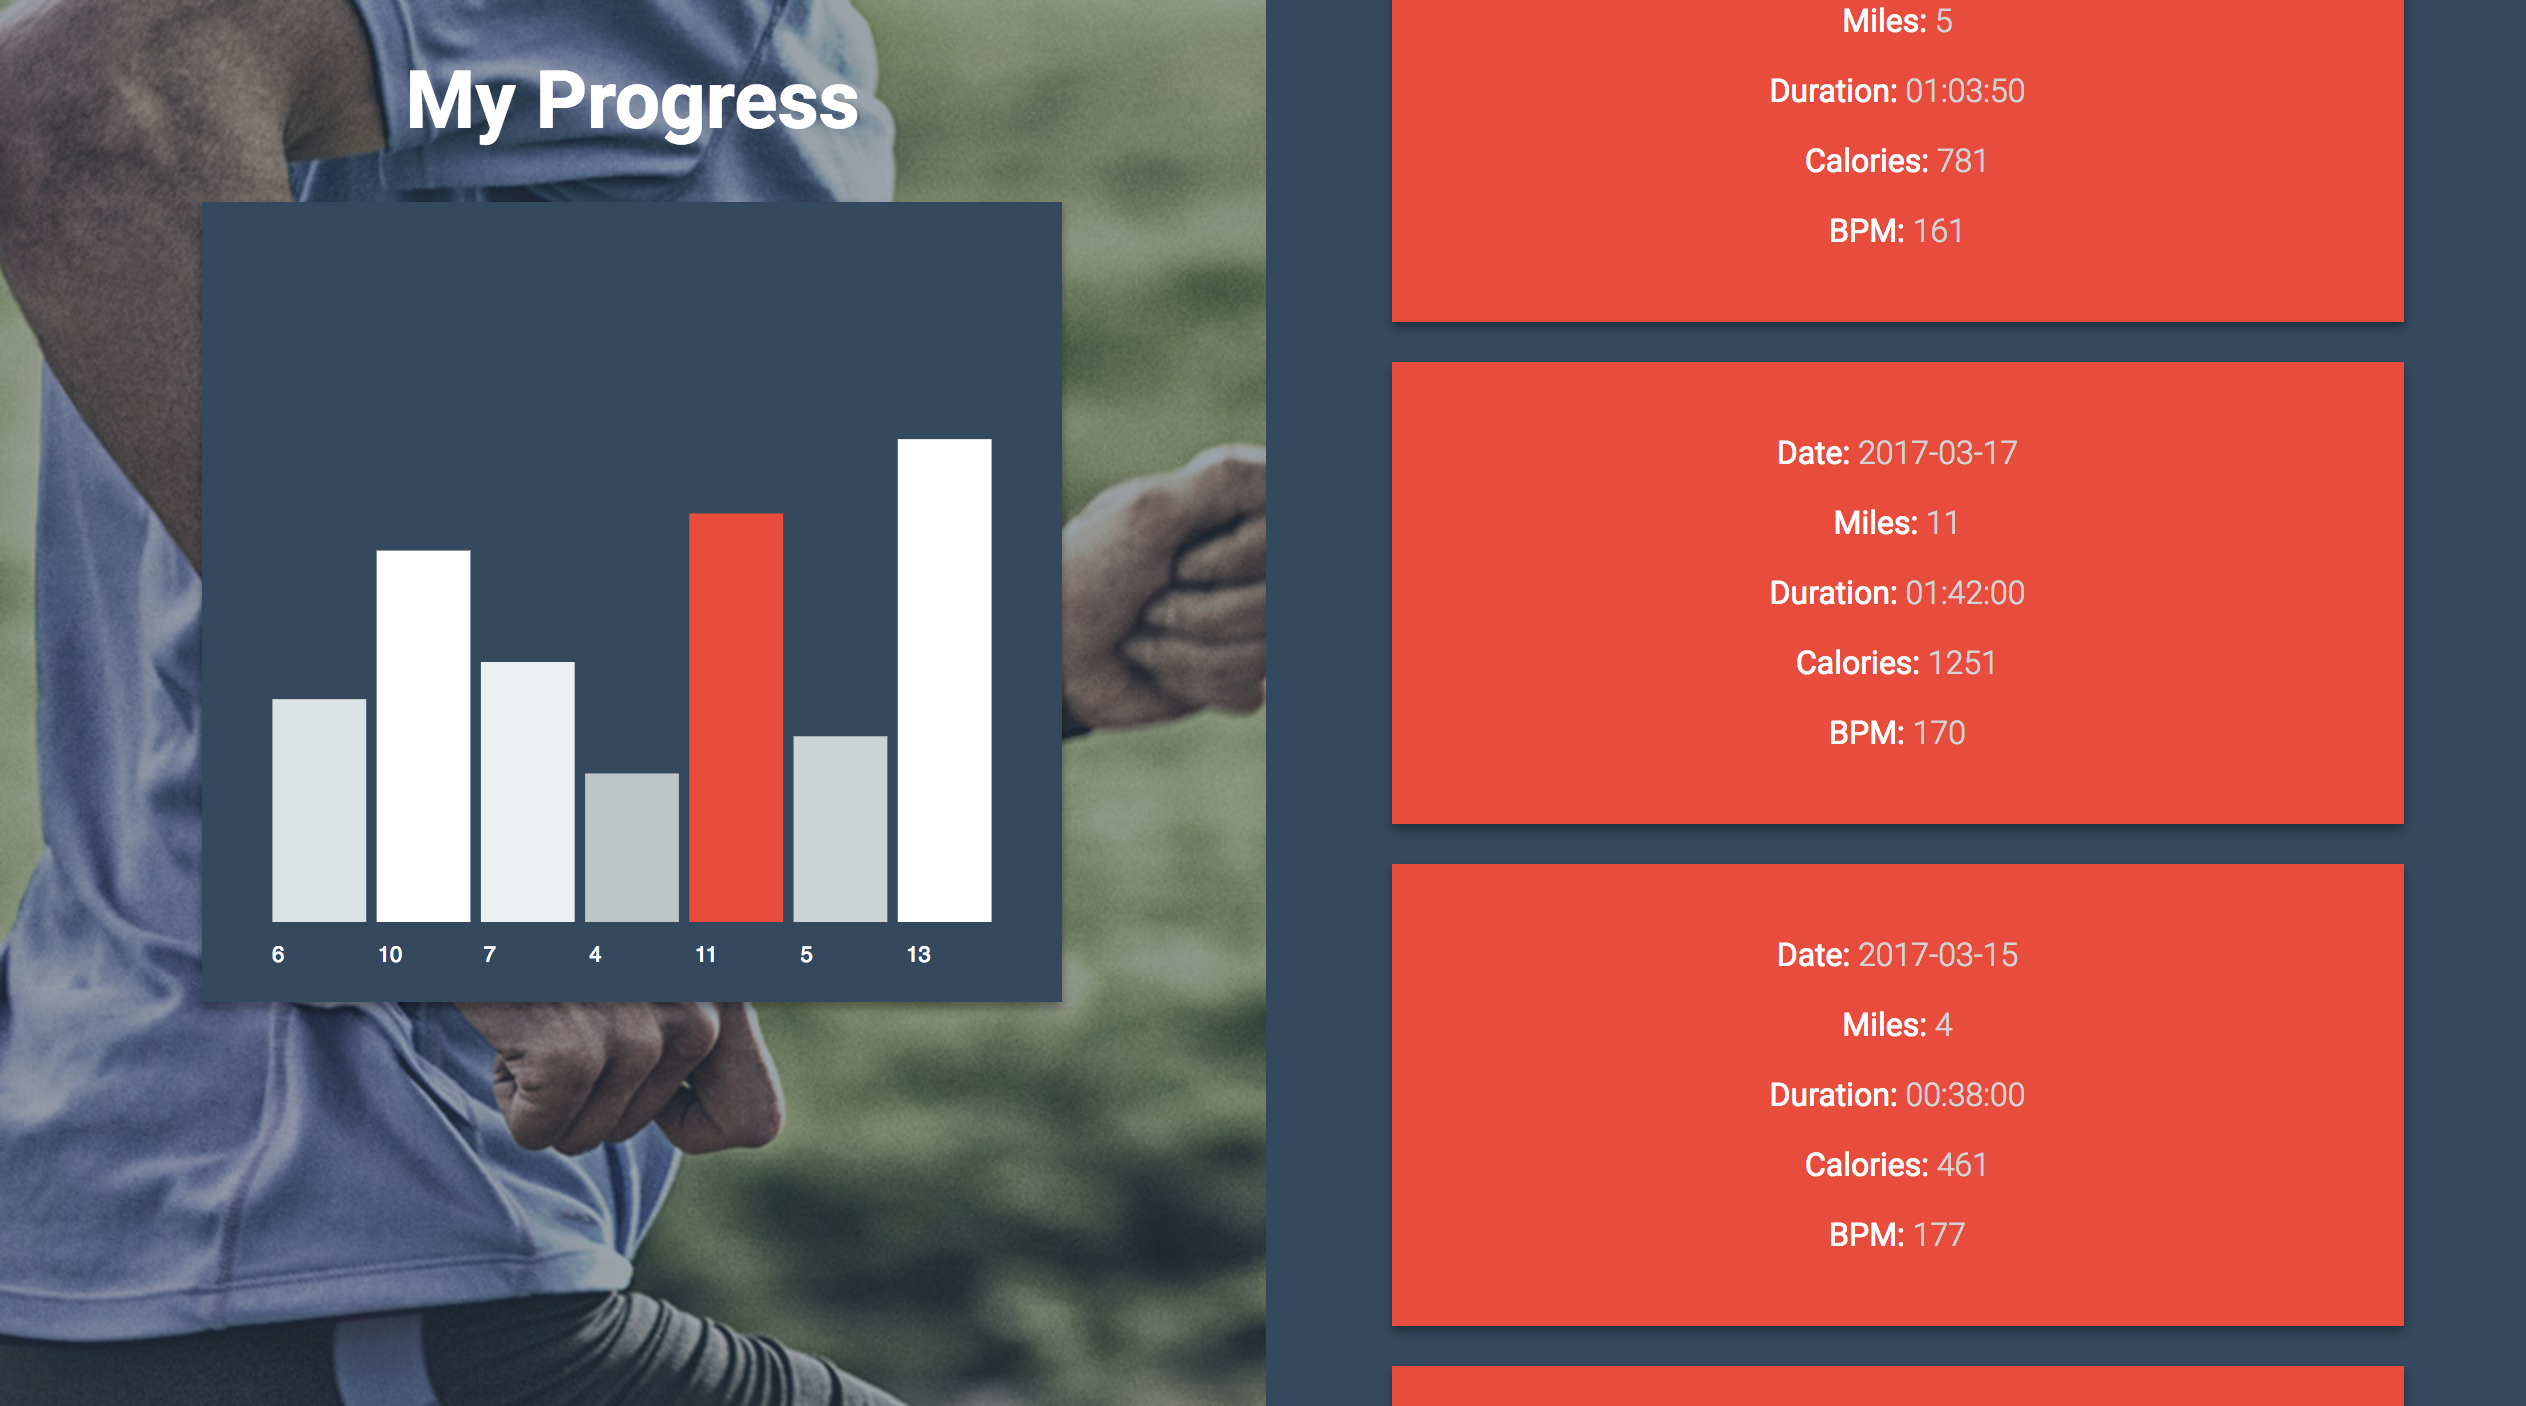 My Progress
6 10 7 4 11 5 13
Miles: 5
Duration: 01:03:50
Calories: 781
BPM: 161
Date: 2017-03-17
Miles: 11
Duration: 01:42:00
Calories: 1251
BPM: 170
Date: 2017-03-15
Miles: 4
Duration: 00:38:00
Calories: 461
BPM: 177